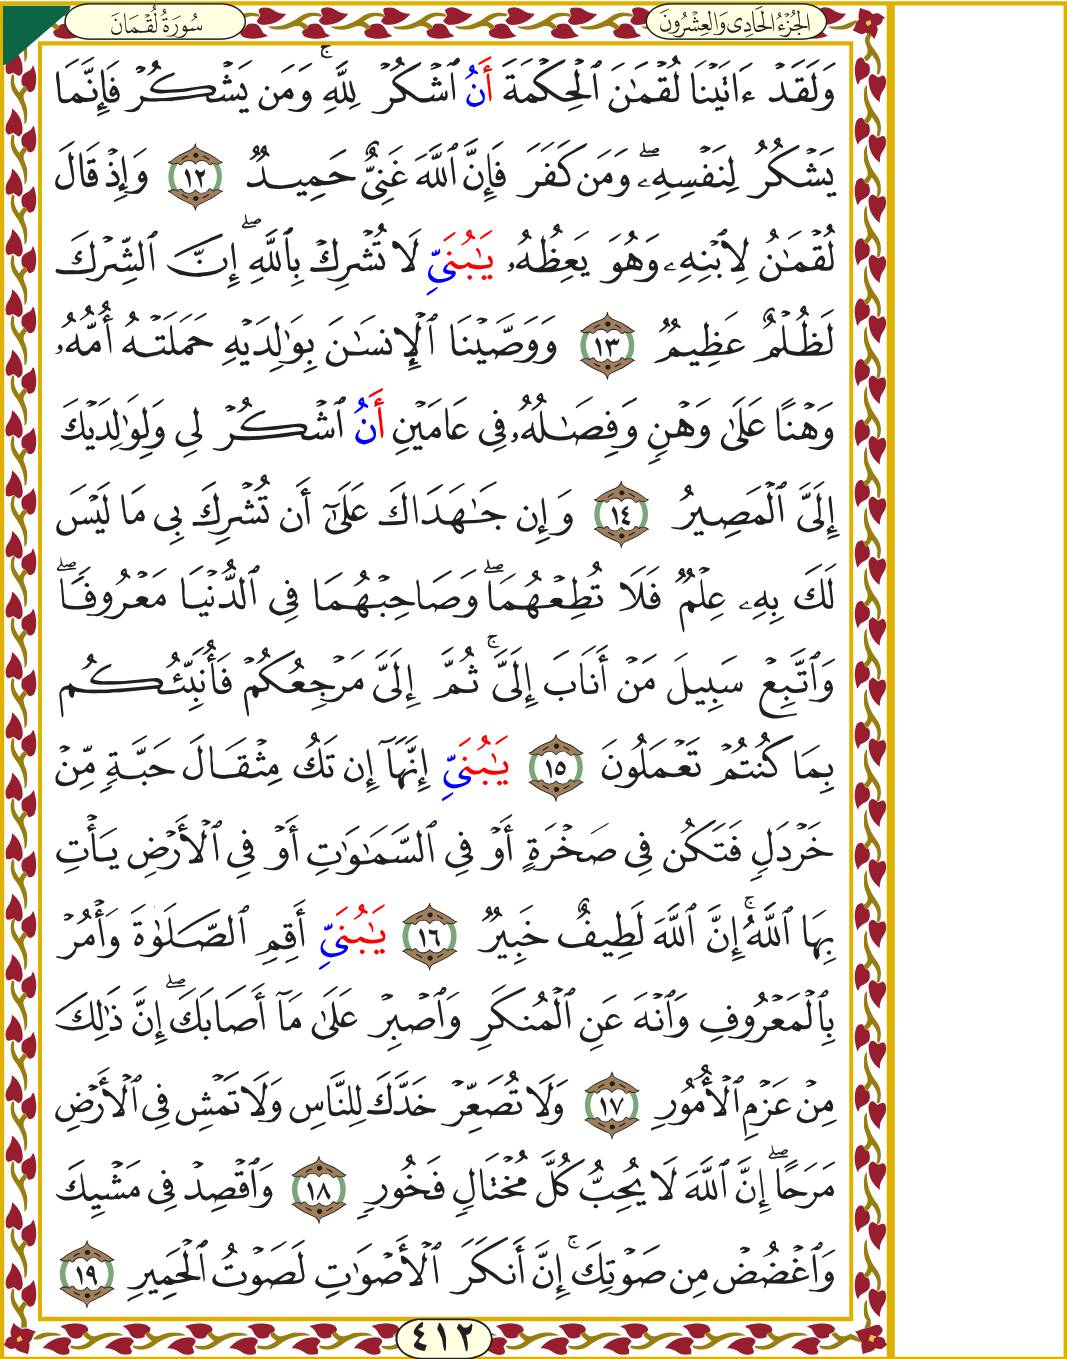 الجُزْءُ الحَادِى وَالعِشْرُونَ
سُورَةُ لُقْمَان
وَلَقَدْ ءَاتَيْنَا لُقْمَٰنَ ٱلْحِكْمَةَ أَنُ ٱشْكُرْ لِلَّهِ ۚ وَمَن يَشْكُرْ فَإِنَّمَا
يَشْكُرُ لِنَفْسِهِۦ ۖ وَمَن كَفَرَ فَإِنَّ ٱللَّهَ غَنِىٌّ حَمِيدٌ ١٢ وَإِذْ قَالَ
لُقْمَٰنُ لِٱبْنِهِۦ وَهُوَ يَعِظُهُۥ يَٰبُنَىِّ لَا تُشْرِكْ بِٱللَّهِ ۖ إِنَّ ٱلشِّرْكَ
لَظُلْمٌ عَظِيمٌ ١٣ وَوَصَّيْنَا ٱلْإِنسَٰنَ بِوَٰلِدَيْهِ حَمَلَتْهُ أُمُّهُۥ
وَهْنًا عَلَىٰ وَهْنٍ وَفِصَٰلُهُۥ فِى عَامَيْنِ أَنُ ٱشْكُرْ لِى وَلِوَٰلِدَيْكَ
إِلَىَّ ٱلْمَصِيرُ ١٤ وَإِن جَٰهَدَاكَ عَلَىٰٓ أَن تُشْرِكَ بِى مَا لَيْسَ
لَكَ بِهِۦ عِلْمٌ فَلَا تُطِعْهُمَا ۖ وَصَاحِبْهُمَا فِى ٱلدُّنْيَا مَعْرُوفًا ۖ
وَٱتَّبِعْ سَبِيلَ مَنْ أَنَابَ إِلَىَّ ۚ ثُمَّ إِلَىَّ مَرْجِعُكُمْ فَأُنَبِّئُكُم
بِمَا كُنتُمْ تَعْمَلُونَ ١٥ يَٰبُنَىِّ إِنَّهَآ إِن تَكُ مِثْقَالَ حَبَّةٍ مِّنْ
خَرْدَلٍ فَتَكُن فِى صَخْرَةٍ أَوْ فِى ٱلسَّمَٰوَٰتِ أَوْ فِى ٱلْأَرْضِ يَأْتِ
بِهَا ٱللَّهُ ۚ إِنَّ ٱللَّهَ لَطِيفٌ خَبِيرٌ ١٦ يَٰبُنَىِّ أَقِمِ ٱلصَّلَوٰةَ وَأْمُرْ
بِٱلْمَعْرُوفِ وَٱنْهَ عَنِ ٱلْمُنكَرِ وَٱصْبِرْ عَلَىٰ مَآ أَصَابَكَ ۖ إِنَّ ذَٰلِكَ
مِنْ عَزْمِ ٱلْأُمُورِ ١٧ وَلَا تُصَعِّرْ خَدَّكَ لِلنَّاسِ وَلَا تَمْشِ فِى ٱلْأَرْضِ
مَرَحًا ۖ إِنَّ ٱللَّهَ لَا يُحِبُّ كُلَّ مُخْتَالٍ فَخُورٍ ١٨ وَٱقْصِدْ فِى مَشْيِكَ
وَٱغْضُضْ مِن صَوْتِكَ ۚ إِنَّ أَنكَرَ ٱلْأَصْوَٰتِ لَصَوْتُ ٱلْحَمِيرِ ١٩
٤١٢